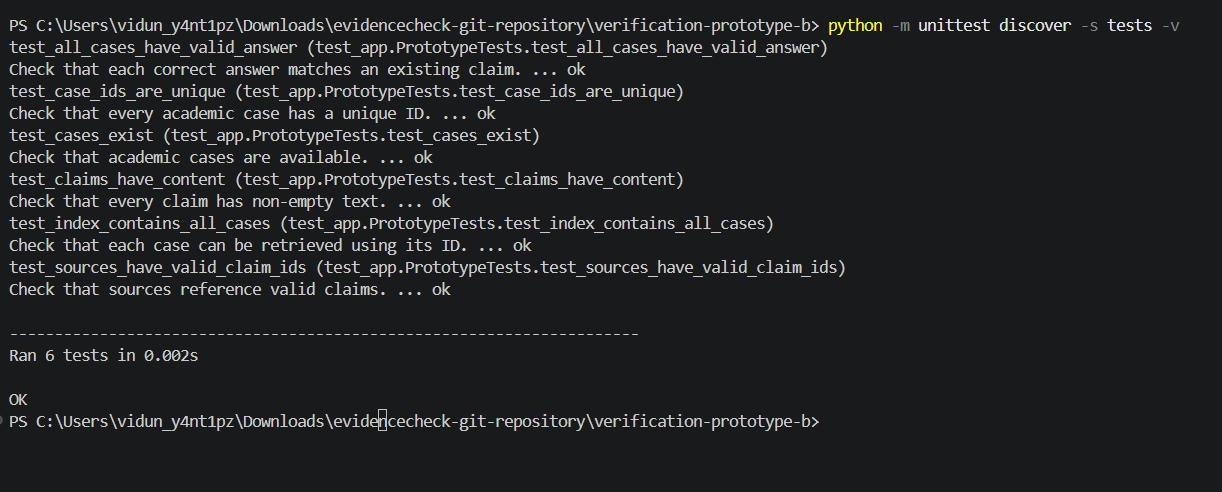 PS C:\Users\vidun_y4nt1pz\Downloads\evidencecheck-git-repository\verification-prototype-b> python -m unittest discover -s tests -v
test_all_cases_have_valid_answer (test_app.PrototypeTests.test_all_cases_have_valid_answer)
Check that each correct answer matches an existing claim. ... ok
test_case_ids_are_unique (test_app.PrototypeTests.test_case_ids_are_unique)
Check that every academic case has a unique ID. ... ok
test_cases_exist (test_app.PrototypeTests.test_cases_exist)
Check that academic cases are available. ... ok
test_claims_have_content (test_app.PrototypeTests.test_claims_have_content)
Check that every claim has non-empty text. ... ok
test_index_contains_all_cases (test_app.PrototypeTests.test_index_contains_all_cases)
Check that each case can be retrieved using its ID. ... ok
test_sources_have_valid_claim_ids (test_app.PrototypeTests.test_sources_have_valid_claim_ids)
Check that sources reference valid claims. ... ok
----------------------------------------------------------------------
Ran 6 tests in 0.002s
OK
PS C:\Users\vidun_y4nt1pz\Downloads\evidencecheck-git-repository\verification-prototype-b>